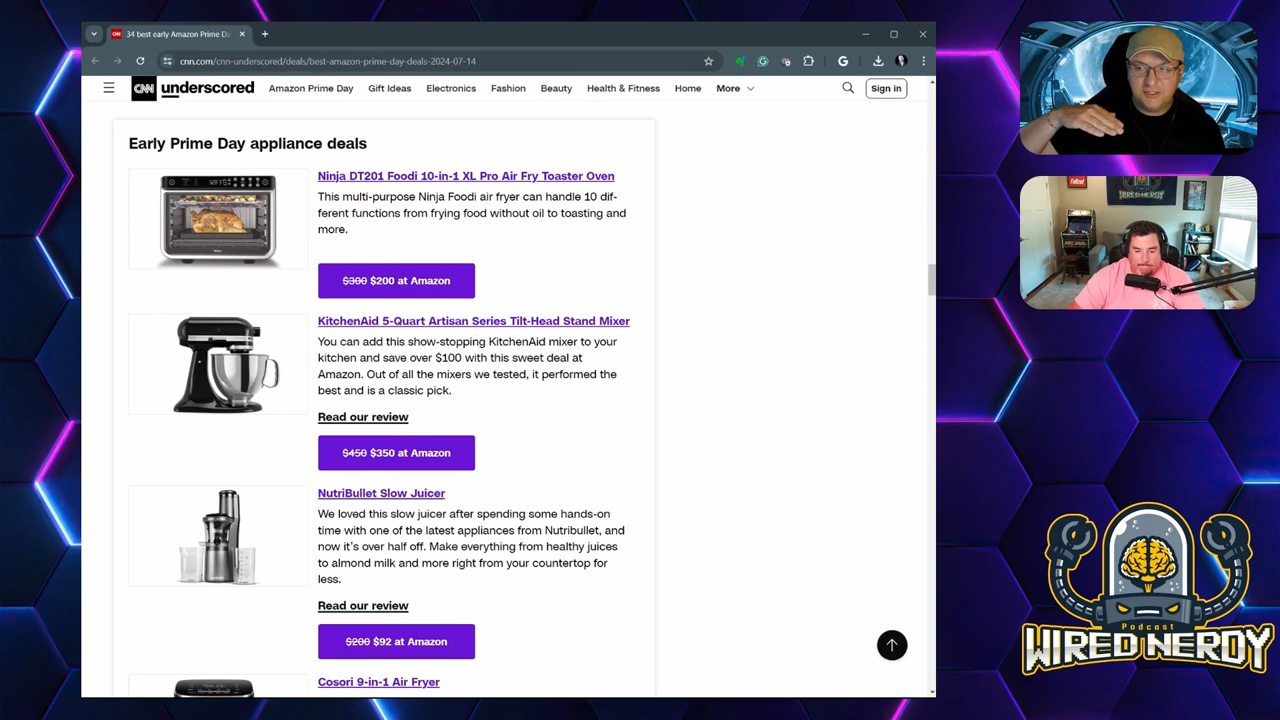 34 best early Amazon Prime Da
cnn.com/cnn-underscored/deals/best-amazon-prime-day-deals-2024-07-14
CNN underscored
Amazon Prime Day
Gift Ideas
Electronics
Fashion
Beauty
Health & Fitness
Home
More
Sign in
Early Prime Day appliance deals
Ninja DT201 Foodi 10-in-1 XL Pro Air Fry Toaster Oven
This multi-purpose Ninja Foodi air fryer can handle 10 dif-
ferent functions from frying food without oil to toasting and
more.
$300 $200 at Amazon
KitchenAid 5-Quart Artisan Series Tilt-Head Stand Mixer
You can add this show-stopping KitchenAid mixer to your
kitchen and save over $100 with this sweet deal at
Amazon. Out of all the mixers we tested, it performed the
best and is a classic pick.
Read our review
$450 $350 at Amazon
NutriBullet Slow Juicer
We loved this slow juicer after spending some hands-on
time with one of the latest appliances from Nutribullet, and
now it's over half off. Make everything from healthy juices
to almond milk and more right from your countertop for
less.
Read our review
$200 $92 at Amazon
Cosori 9-in-1 Air Fryer
Fallout
WIRED NERDY
Podcast
WIRED NERDY